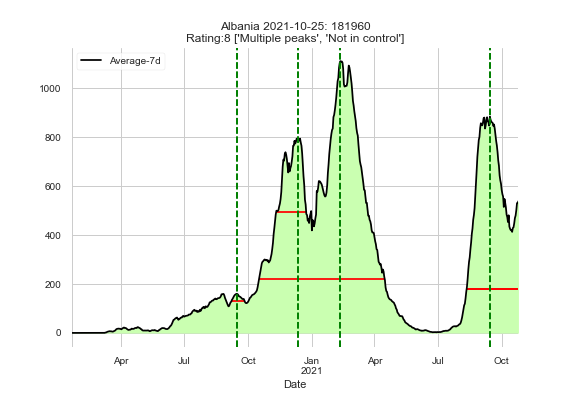 Albania 2021-10-25: 181960
Rating:8 ['Multiple peaks', 'Not in control']
Average-7d
1000
800
600
400
200
0
Apr
Jul
Oct
Jan
2021
Apr
Jul
Oct
Date